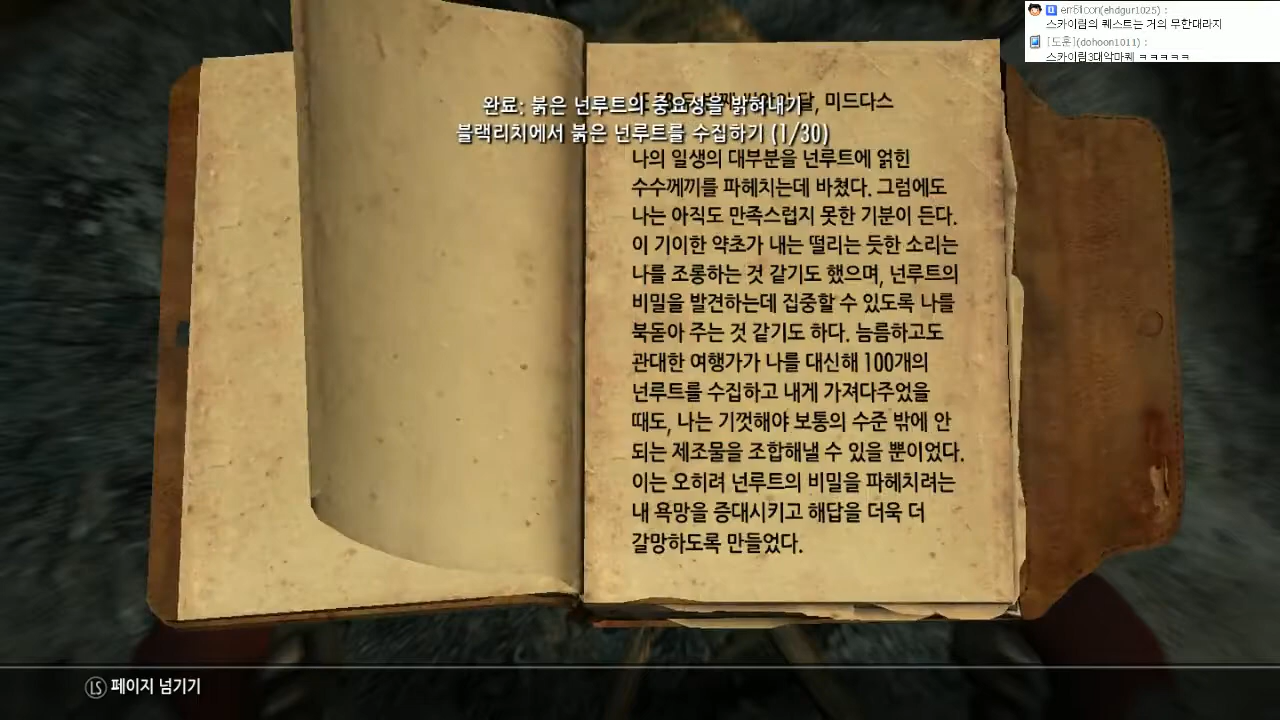 스카이림의 퀘스트는 거의 무한대라지
[도훈](dohoon1011) :
스카이림3대악마퀘 ㅋㅋㅋㅋㅋ
달, 미드다스
완료: 붉은 넌루트의 중요성을 밝혀내기
블랙리치에서 붉은 넌루트를 수집하기 (1/30)
나의 일생의 대부분을 넌루트에 얽힌
수수께끼를 파헤치는데 바쳤다. 그럼에도
나는 아직도 만족스럽지 못한 기분이 든다.
이 기이한 약초가 내는 떨리는 듯한 소리는
나를 조롱하는 것 같기도 했으며, 넌루트의
비밀을 발견하는데 집중할 수 있도록 나를
북돋아 주는 것 같기도 하다. 늠름하고도
관대한 여행가가 나를 대신해 100개의
넌루트를 수집하고 내게 가져다주었을
때도, 나는 기껏해야 보통의 수준 밖에 안
되는 제조물을 조합해낼 수 있을 뿐이었다.
이는 오히려 넌루트의 비밀을 파헤치려는
내 욕망을 증대시키고 해답을 더욱 더
갈망하도록 만들었다.
LS 페이지 넘기기